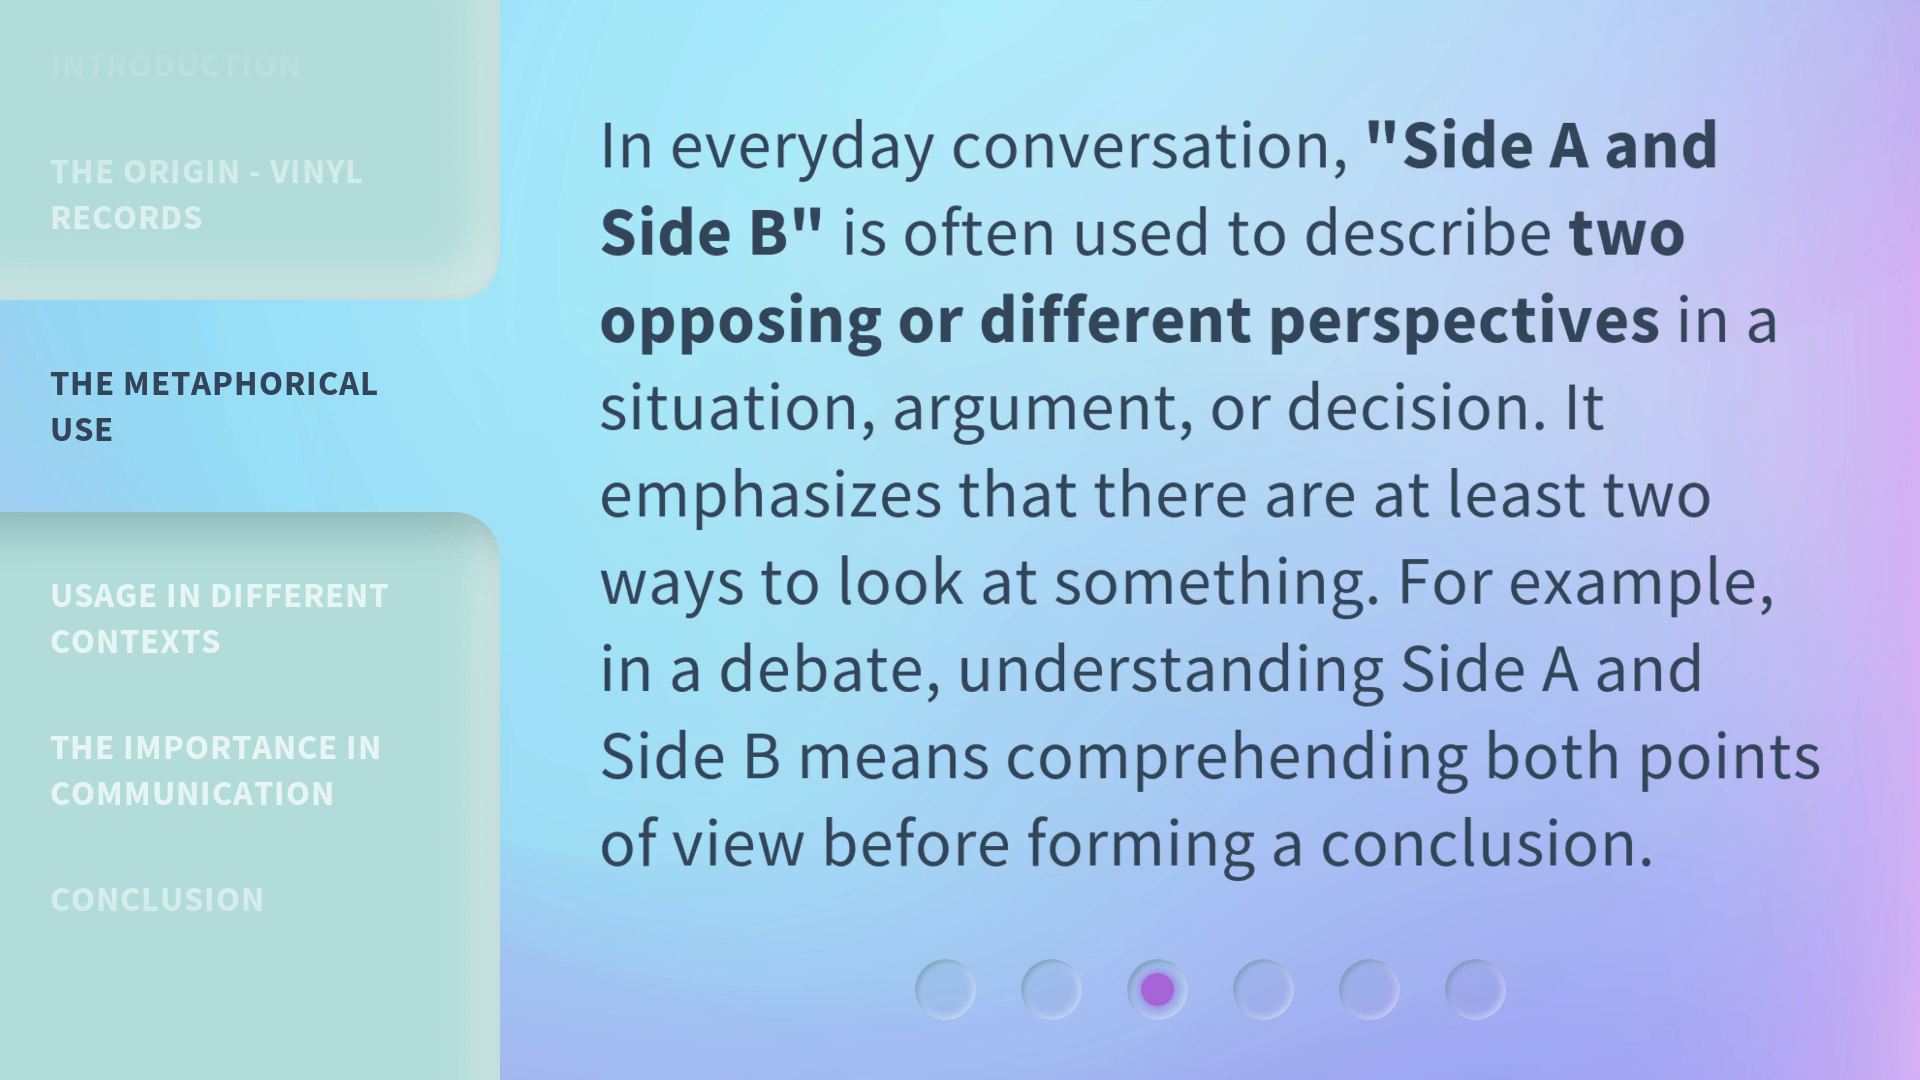 INTRODUCTION
THE ORIGIN - VINYL
RECORDS
THE METAPHORICAL
USE
USAGE IN DIFFERENT
CONTEXTS
THE IMPORTANCE IN
COMMUNICATION
CONCLUSION
In everyday conversation, "Side A and
Side B" is often used to describe two
opposing or different perspectives in a
situation, argument, or decision. It
emphasizes that there are at least two
ways to look at something. For example,
in a debate, understanding Side A and
Side B means comprehending both points
of view before forming a conclusion.